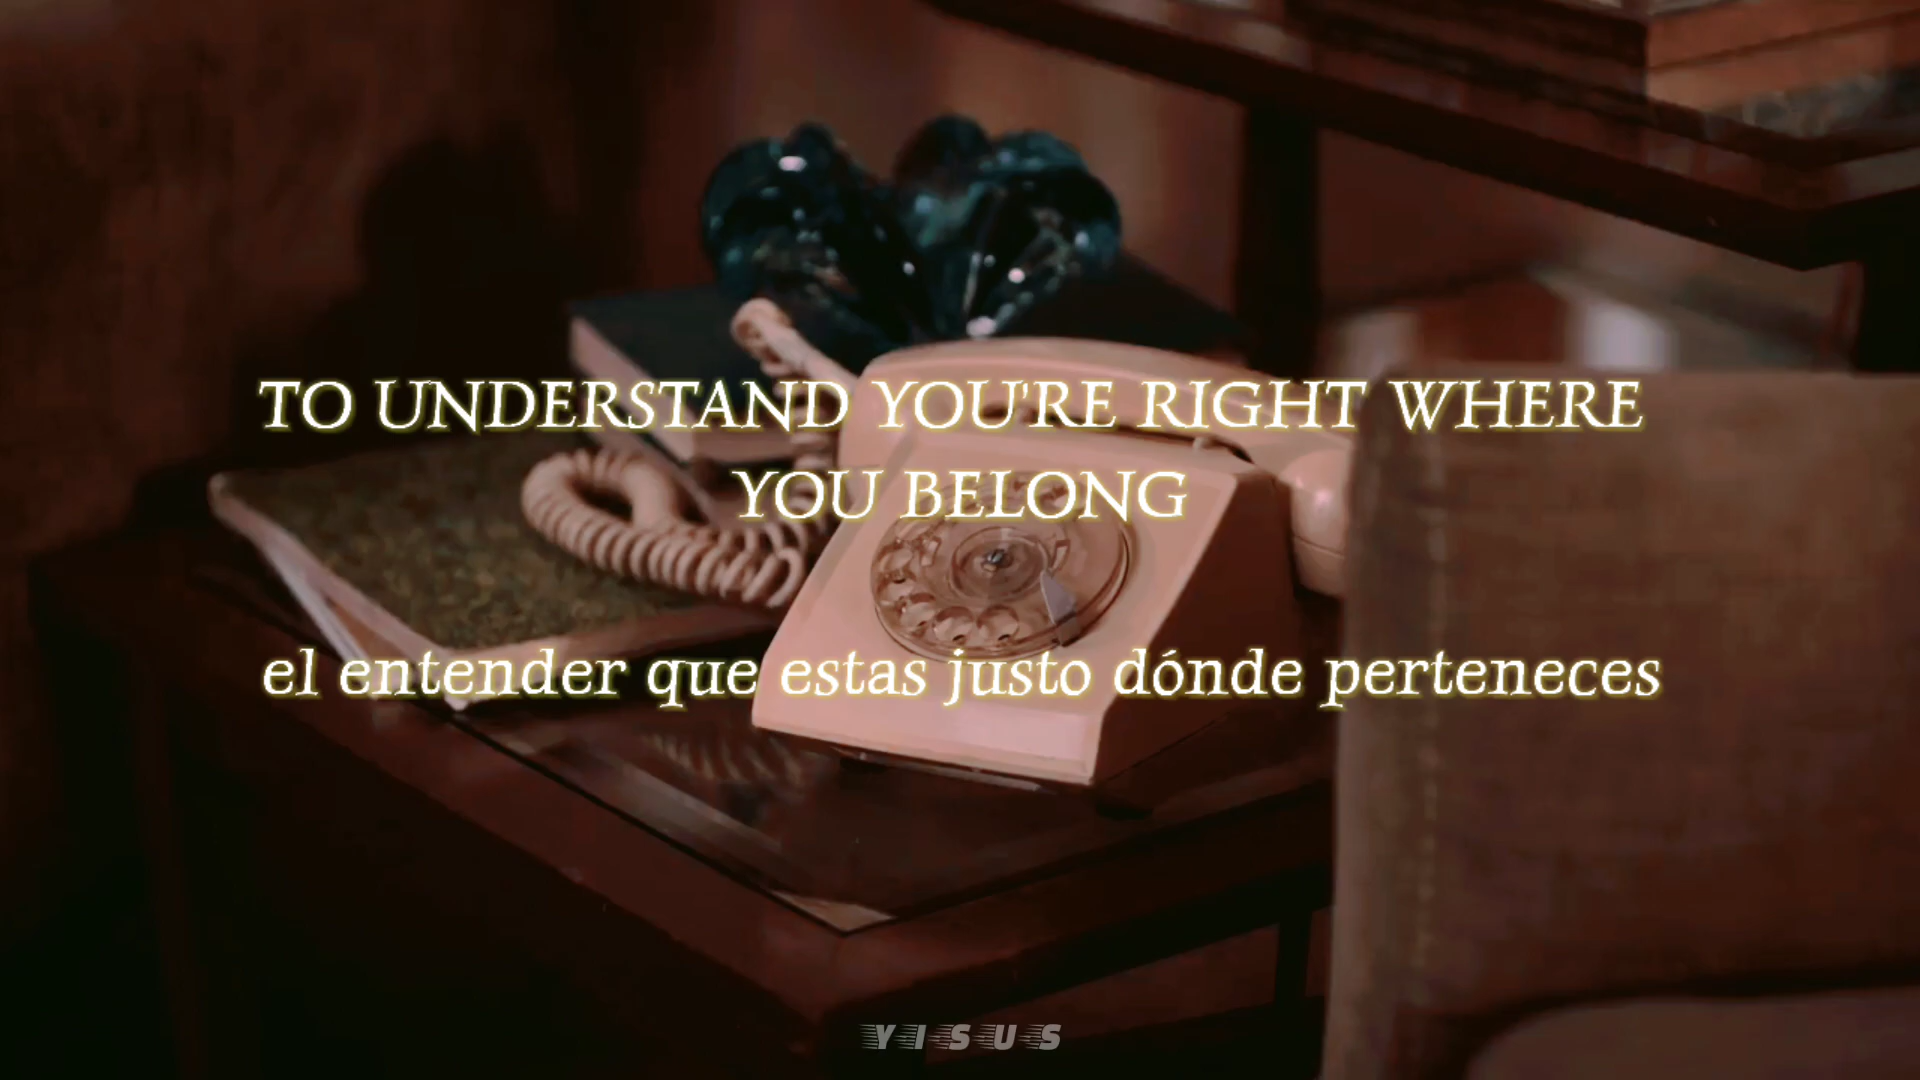 TO UNDERSTAND YOU'RE RIGHT WHERE
YOU BELONG
el entender que estas justo dónde perteneces
YISUS